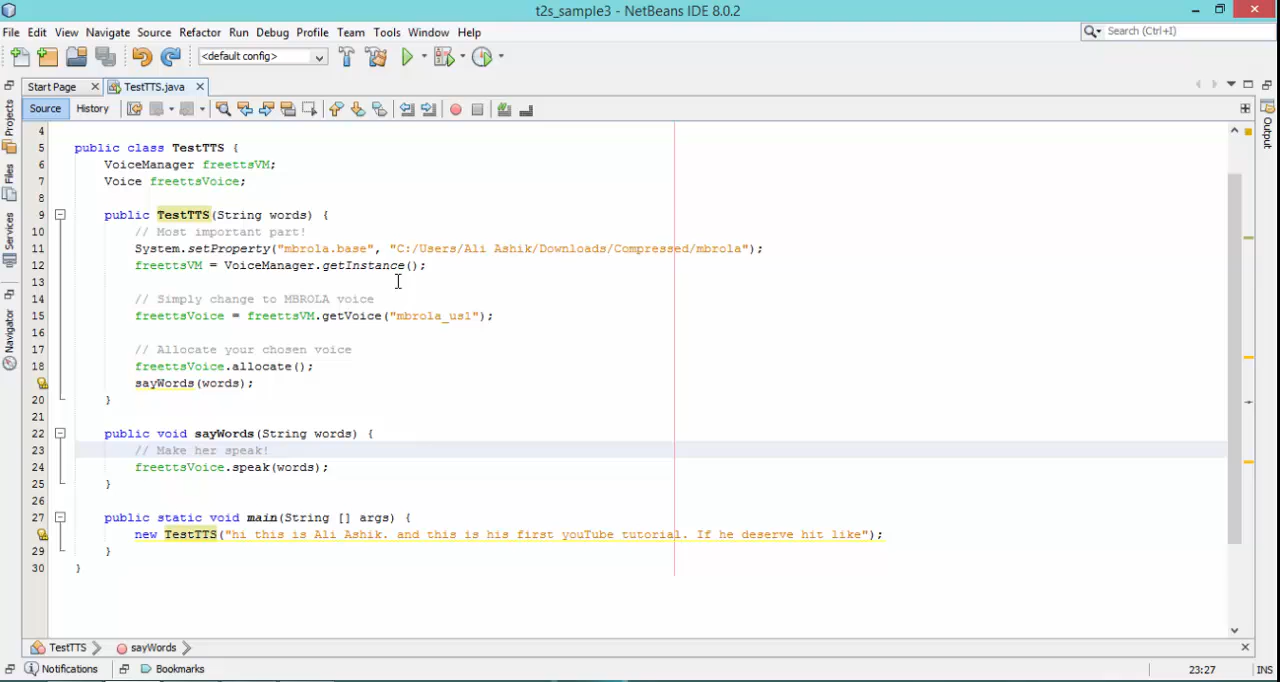 t2s_sample3 - NetBeans IDE 8.0.2
File Edit View Navigate Source Refactor Run Debug Profile Team Tools Window Help
Search (Ctrl+I)
<default config>
Start Page
TestTTS.java
Source History
Projects
Files
Services
Navigator
Output
4
5 public class TestTTS {
6 VoiceManager freettsVM;
7 Voice freettsVoice;
8
9 public TestTTS(String words) {
10 // Most important part!
11 System.setProperty("mbrola.base", "C:/Users/Ali Ashik/Downloads/Compressed/mbrola");
12 freettsVM = VoiceManager.getInstance();
13
14 // Simply change to MBROLA voice
15 freettsVoice = freettsVM.getVoice("mbrola_us1");
16
17 // Allocate your chosen voice
18 freettsVoice.allocate();
sayWords(words);
20 }
21
22 public void sayWords(String words) {
23 // Make her speak!
24 freettsVoice.speak(words);
25 }
26
27 public static void main(String [] args) {
new TestTTS("hi this is Ali Ashik. and this is his first youTube tutorial. If he deserve hit like");
29 }
30 }
TestTTS sayWords
Notifications Bookmarks
23:27 INS